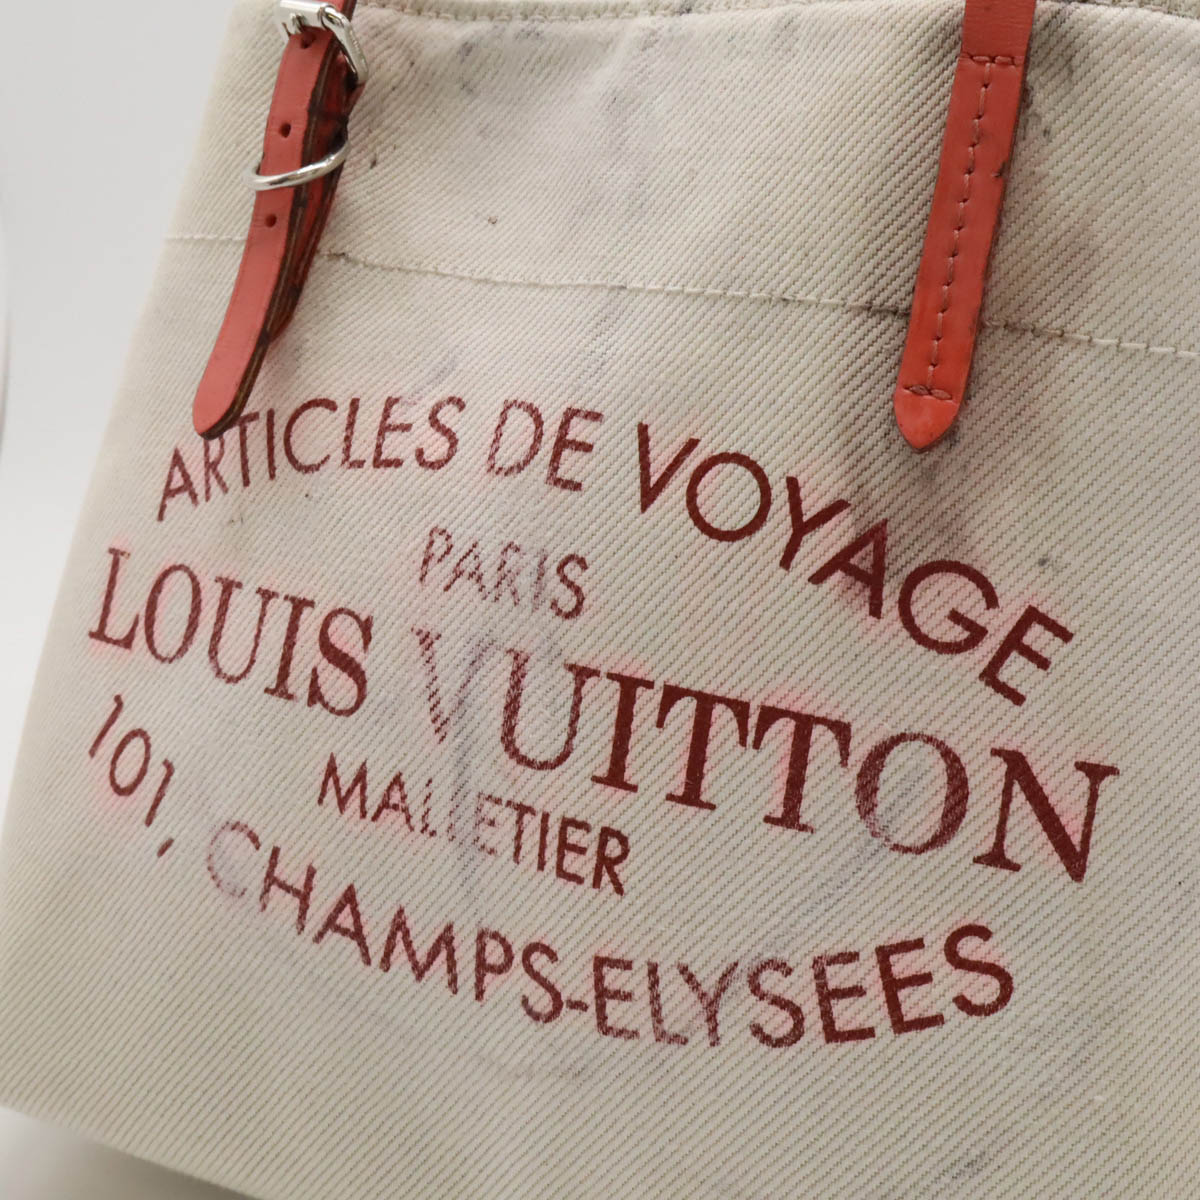 ARTICLES DE VOYAGE
PARIS
LOUIS VUITTON
MALLETIER
101, CHAMPS-ELYSEES